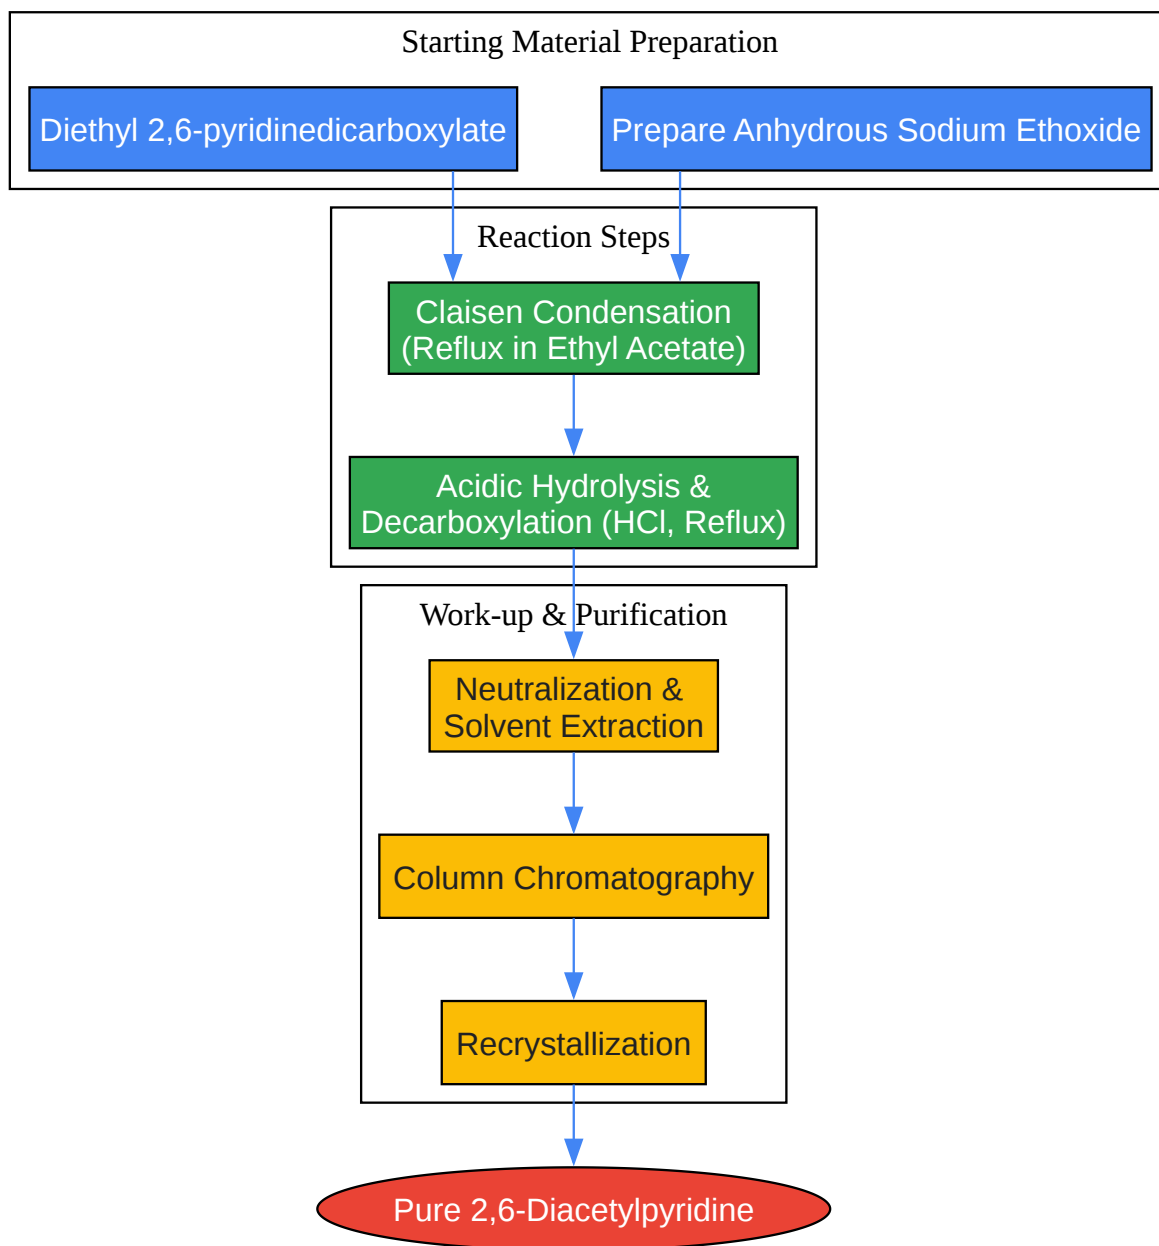 Starting Material Preparation
Diethyl 2,6-pyridinedicarboxylate
Prepare Anhydrous Sodium Ethoxide
Reaction Steps
Claisen Condensation
(Reflux in Ethyl Acetate)
Acidic Hydrolysis &
Decarboxylation (HCl, Reflux)
Work-up & Purification
Neutralization &
Solvent Extraction
Column Chromatography
Recrystallization
Pure 2,6-Diacetylpyridine